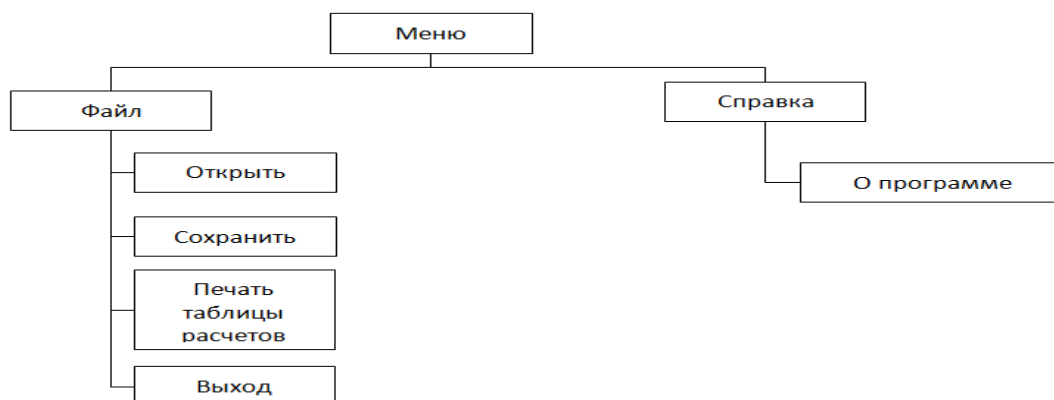 Меню
Файл
Справка
Открыть
О программе
Сохранить
Печать
таблицы
расчетов
Выход